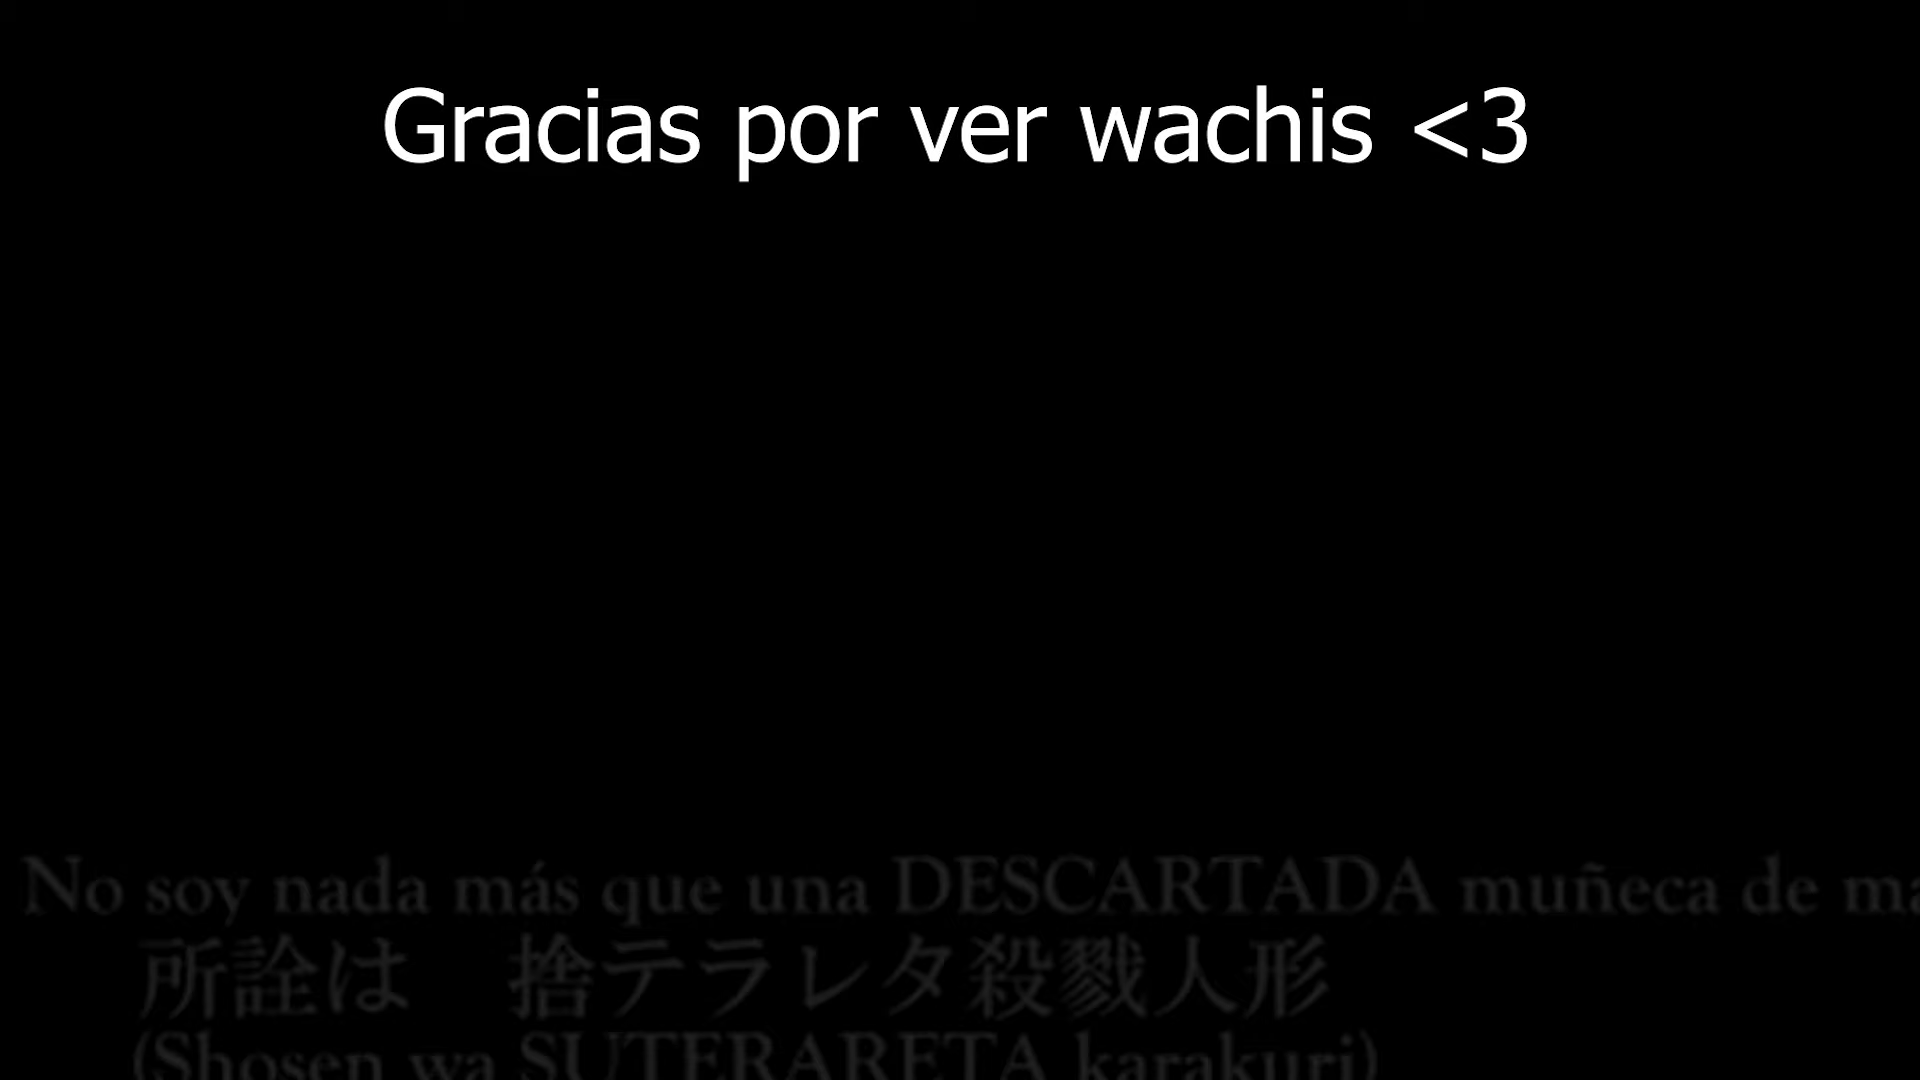 Gracias por ver wachis <3
No soy nada más que una DESCARTADA muñeca de ma
所詮は　捨テラレタ殺戮人形
(Shosen wa SUTERARETA karakuri)